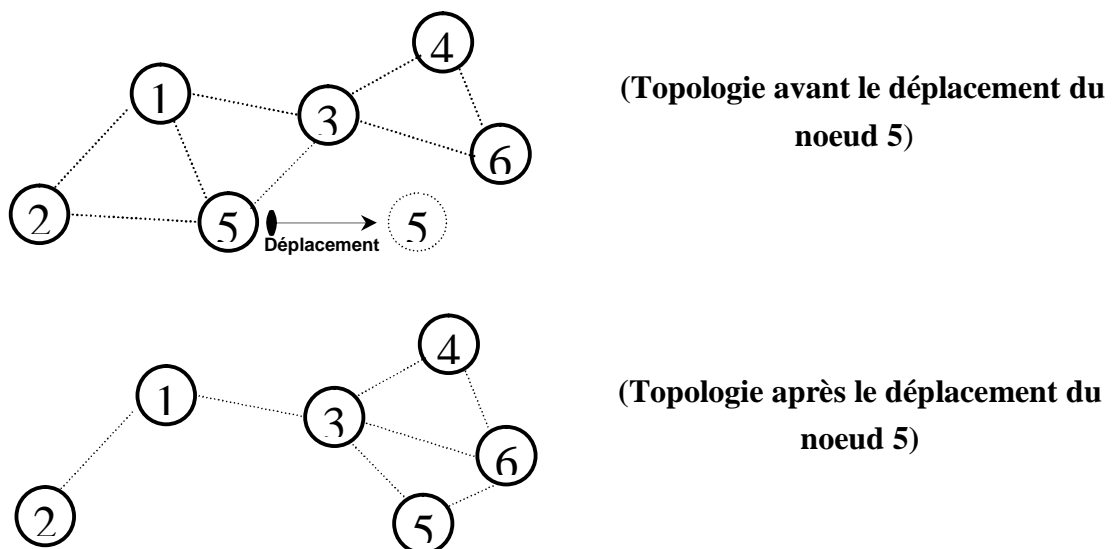 4
1
(Topologie avant le déplacement du
3
noeud 5)
6
2
5
5
Déplacement
4
1
(Topologie après le déplacement du
3
noeud 5)
6
2
5